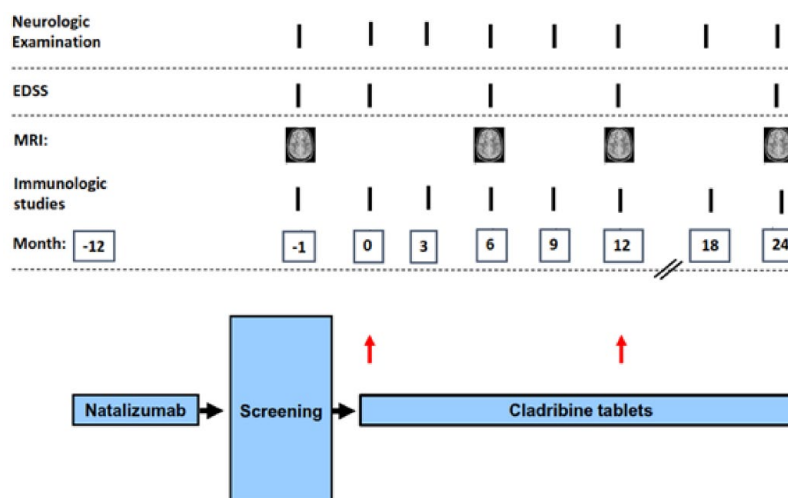 Neurologic
Examination
EDSS
MRI:
Immunologic
studies
Month: -12 -1 0 3 6 9 12 18 24
Natalizumab Screening Cladribine tablets